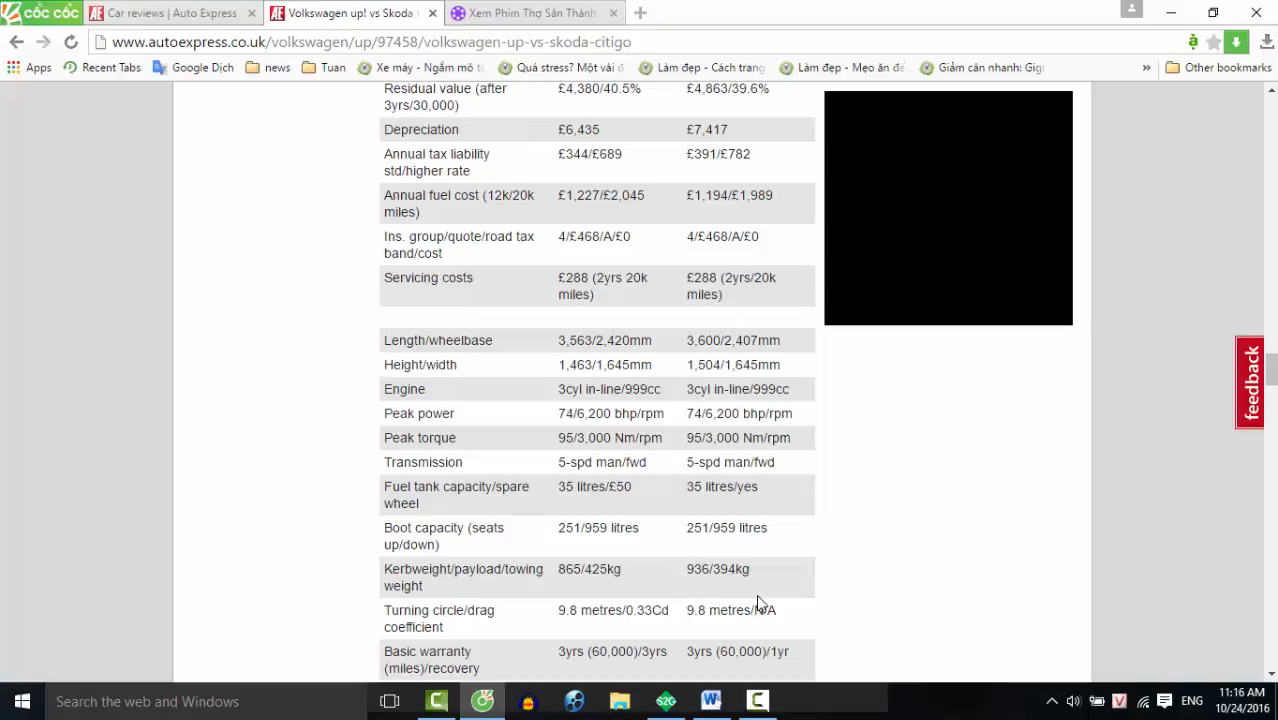 cốc cốc
Car reviews | Auto Express
Volkswagen up! vs Skoda
Xem Phim Thợ Săn Thành
www.autoexpress.co.uk/volkswagen/up/97458/volkswagen-up-vs-skoda-citigo
Apps Recent Tabs Google Dịch news Tuan Xe máy - Ngắm mô tô Quá stress? Một vài đ Làm đẹp - Cách trang Làm đẹp - Mẹo ăn để Giảm cân nhanh: Gigi » Other bookmarks
Residual value (after £4,380/40.5% £4,863/39.6%
3yrs/30,000)
Depreciation £6,435 £7,417
Annual tax liability £344/£689 £391/£782
std/higher rate
Annual fuel cost (12k/20k £1,227/£2,045 £1,194/£1,989
miles)
Ins. group/quote/road tax 4/£468/A/£0 4/£468/A/£0
band/cost
Servicing costs £288 (2yrs 20k £288 (2yrs/20k
miles) miles)
Length/wheelbase 3,563/2,420mm 3,600/2,407mm
Height/width 1,463/1,645mm 1,504/1,645mm
Engine 3cyl in-line/999cc 3cyl in-line/999cc
Peak power 74/6,200 bhp/rpm 74/6,200 bhp/rpm
Peak torque 95/3,000 Nm/rpm 95/3,000 Nm/rpm
Transmission 5-spd man/fwd 5-spd man/fwd
Fuel tank capacity/spare 35 litres/£50 35 litres/yes
wheel
Boot capacity (seats 251/959 litres 251/959 litres
up/down)
Kerbweight/payload/towing 865/425kg 936/394kg
weight
Turning circle/drag 9.8 metres/0.33Cd 9.8 metres/N/A
coefficient
Basic warranty 3yrs (60,000)/3yrs 3yrs (60,000)/1yr
(miles)/recovery
feedback
Search the web and Windows
ENG
11:16 AM
10/24/2016